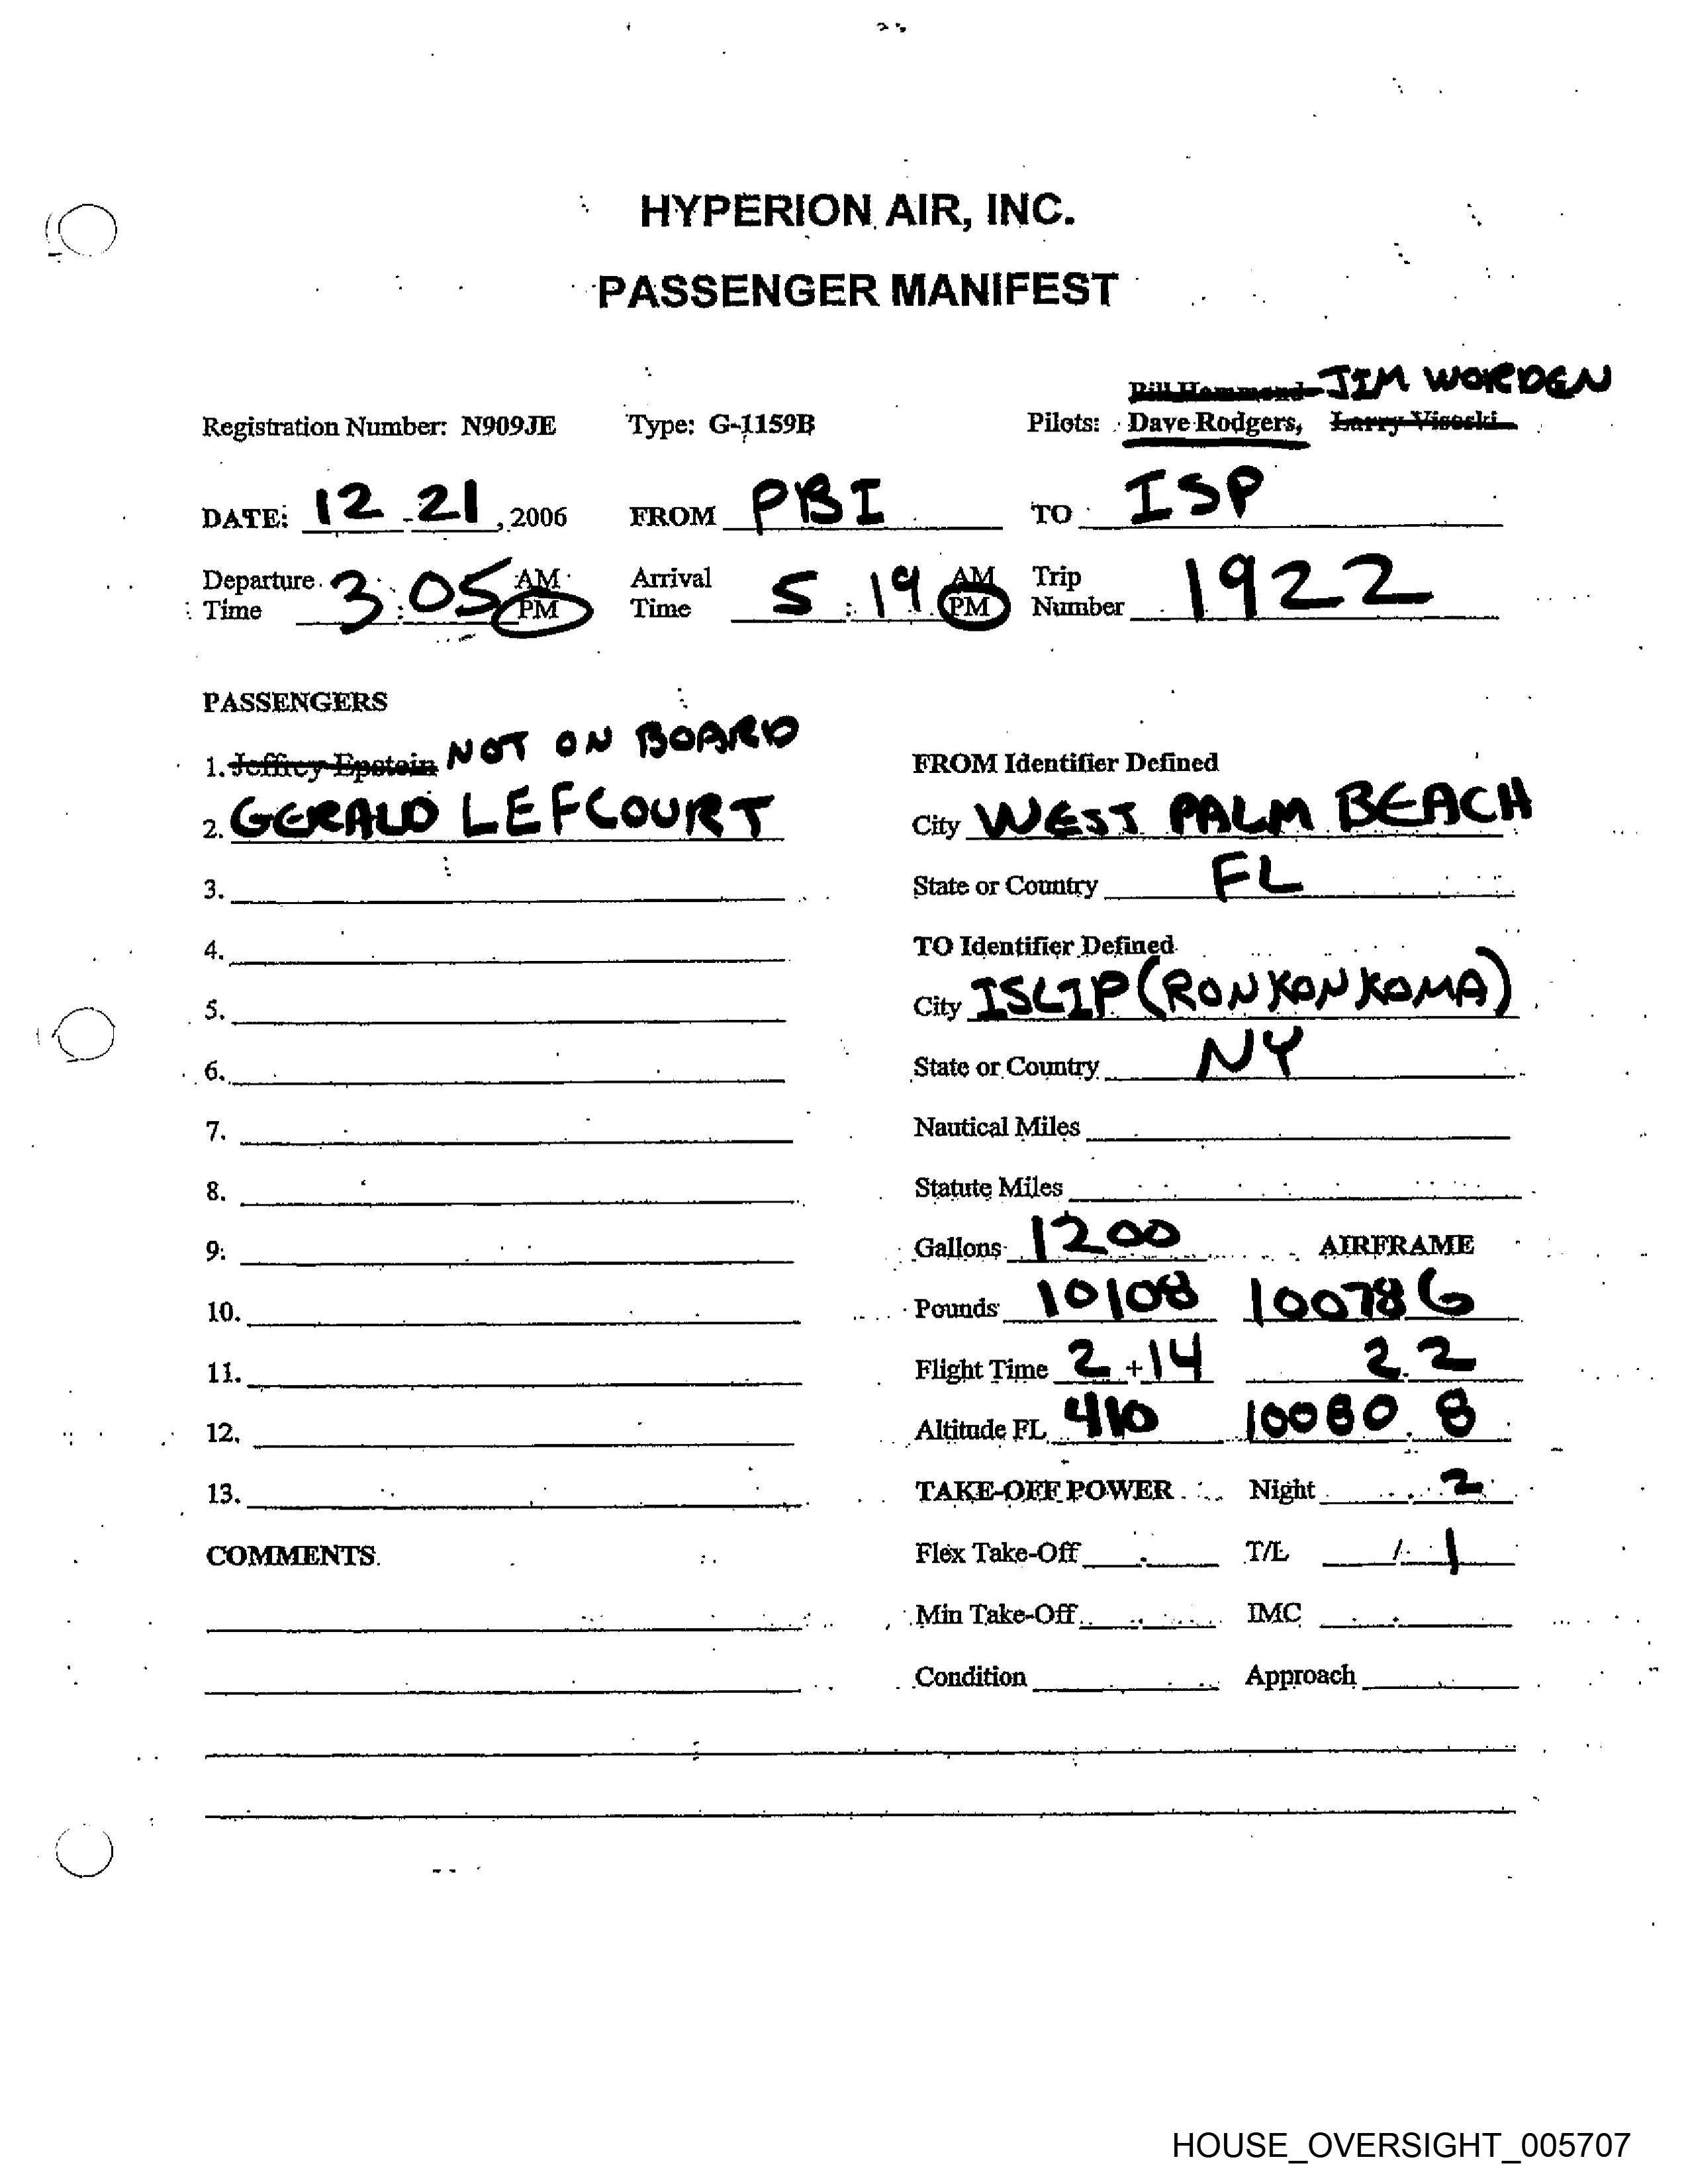 HYPERION AIR, INC.
PASSENGER MANIFEST
Bill Hammond JIM WORDEN
Registration Number: N909JE Type: G-1159B Pilots: Dave Rodgers, Larry Visoski
DATE: 12-21, 2006 FROM PBI TO ISP
Departure Time 3:05 AM PM Arrival Time 5:19 AM PM Trip Number 1922
PASSENGERS
1. Jeffrey Epstein NOT ON BOARD
FROM Identifier Defined
2. GERALD LEFCOURT
City WEST PALM BEACH
3.
State or Country FL
4.
TO Identifier Defined
5.
City ISLIP (RONKONKOMA)
6.
State or Country NY
7.
Nautical Miles
8.
Statute Miles
9.
Gallons 1200 AIRFRAME
10.
Pounds 10108 10078 6
11.
Flight Time 2+14 2.2
12.
Altitude FL 410 10080.8
13.
TAKE-OFF POWER Night .2
COMMENTS
Flex Take-Off T/L / 1
Min Take-Off IMC
Condition Approach
HOUSE_OVERSIGHT_005707